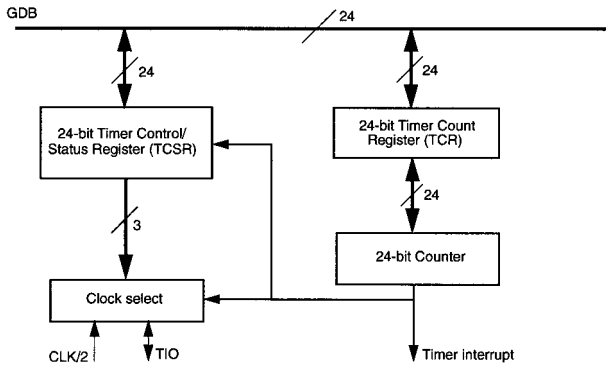 GDB
24
24
24
24-bit Timer Control/
Status Register (TCSR)
24-bit Timer Count
Register (TCR)
24
3
24-bit Counter
Clock select
CLK/2
TIO
Timer interrupt